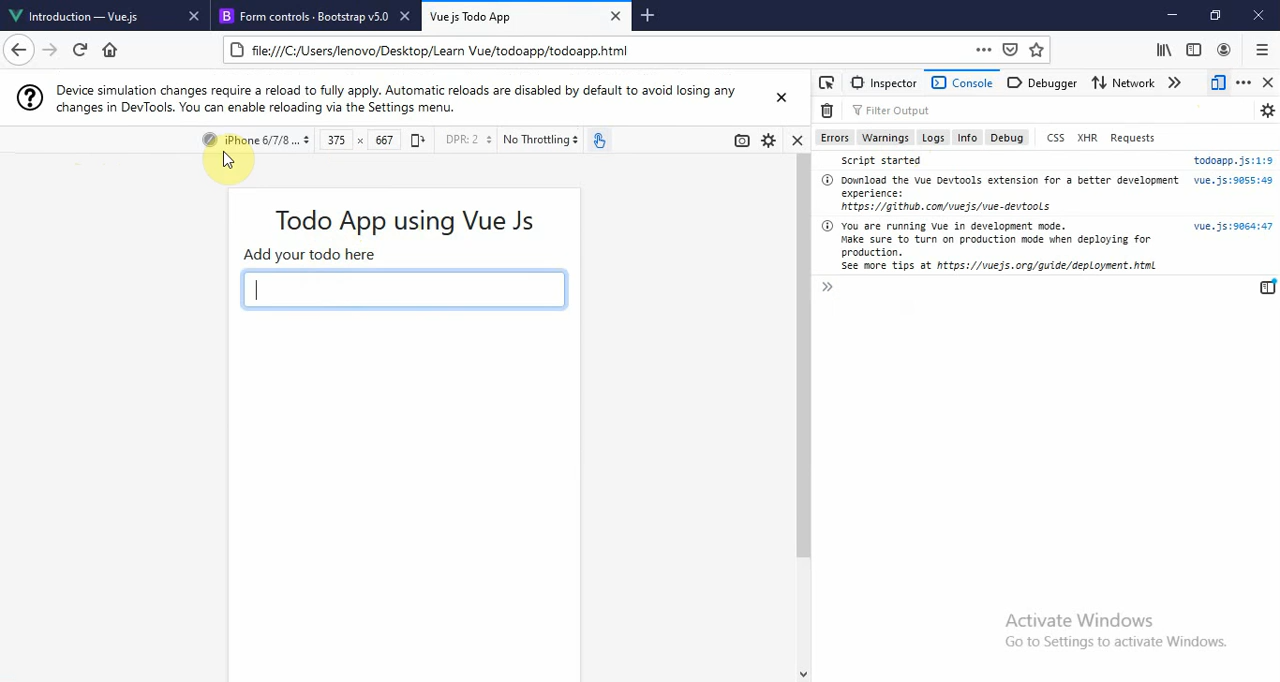 Introduction — Vue.js
Form controls · Bootstrap v5.0
Vue js Todo App
file:///C:/Users/lenovo/Desktop/Learn Vue/todoapp/todoapp.html
Device simulation changes require a reload to fully apply. Automatic reloads are disabled by default to avoid losing any
changes in DevTools. You can enable reloading via the Settings menu.
iPhone 6/7/8 ... 375 × 667 DPR: 2 No Throttling
Todo App using Vue Js
Add your todo here
Inspector Console Debugger Network
Filter Output
Errors Warnings Logs Info Debug CSS XHR Requests
Script started todoapp.js:1:9
Download the Vue Devtools extension for a better development vue.js:9055:49
experience:
https://github.com/vuejs/vue-devtools
You are running Vue in development mode. vue.js:9064:47
Make sure to turn on production mode when deploying for
production.
See more tips at https://vuejs.org/guide/deployment.html
Activate Windows
Go to Settings to activate Windows.